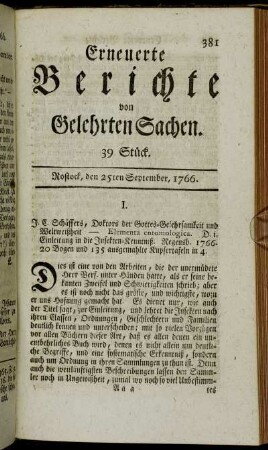 381
Erneuerte
Berichte
von
Gelehrten Sachen.
39 Stück.
Rostock, den 25ten September, 1766.
I.
J. C. Schäffers, Doktors der Gottes-Gelehrsamkeit und
Weltweisheit — Elementa entomologica. D. i.
Einleitung in die Insekten-Kenntniß. Regensb. 1766.
20 Bogen und 135 ausgemahlte Kupfertafeln in 4.
Dies ist eine von den Arbeiten, die der unermüdete
Herr Verf. unter Händen hatte, als er seine be-
kannten Zweifel und Schwierigkeiten schrieb; aber
es ist noch nicht das größte, und wichtigste, wozu
er uns Hofnung gemacht hat. Es dienet nur, wie auch
der Titel sagt, zur Einleitung, und lehret die Insekten nach
ihren Classen, Ordnungen, Geschlechtern und Familien
deutlich kennen und unterscheiden; mit so vielen Vorzügen
vor allen Büchern dieser Art, daß es allen denen ein un-
entbehrliches Buch wird, denen es nicht allein um deutli-
che Begriffe, und eine systematische Erkenntniß, sondern
auch um Ordnung in ihren Sammlungen zu thun ist. Denn
auch die weitläuftigsten Beschreibungen lassen den Samm-
ler noch in Ungewißheit, zumal wo noch so viel Unbestimm-
A a a
tes